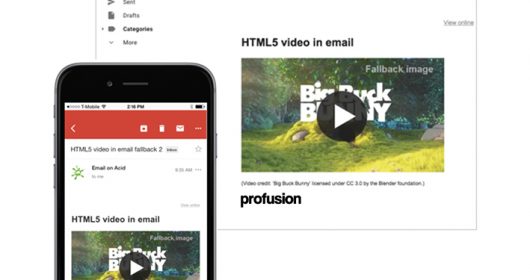 Sent
Drafts
Categories
More
View online
HTML5 video in email
Fallback image
Big Buck
BUNNY
(Video credit: 'Big Buck Bunny' licensed under CC 3.0 by the Blender foundation.)
profusion
T-Mobile
2:16 PM
HTML5 video in email fallback 2 Inbox
Email on Acid
8:35 AM
to me
View online
HTML5 video in email
Fallback image
Big Buck
BUNNY